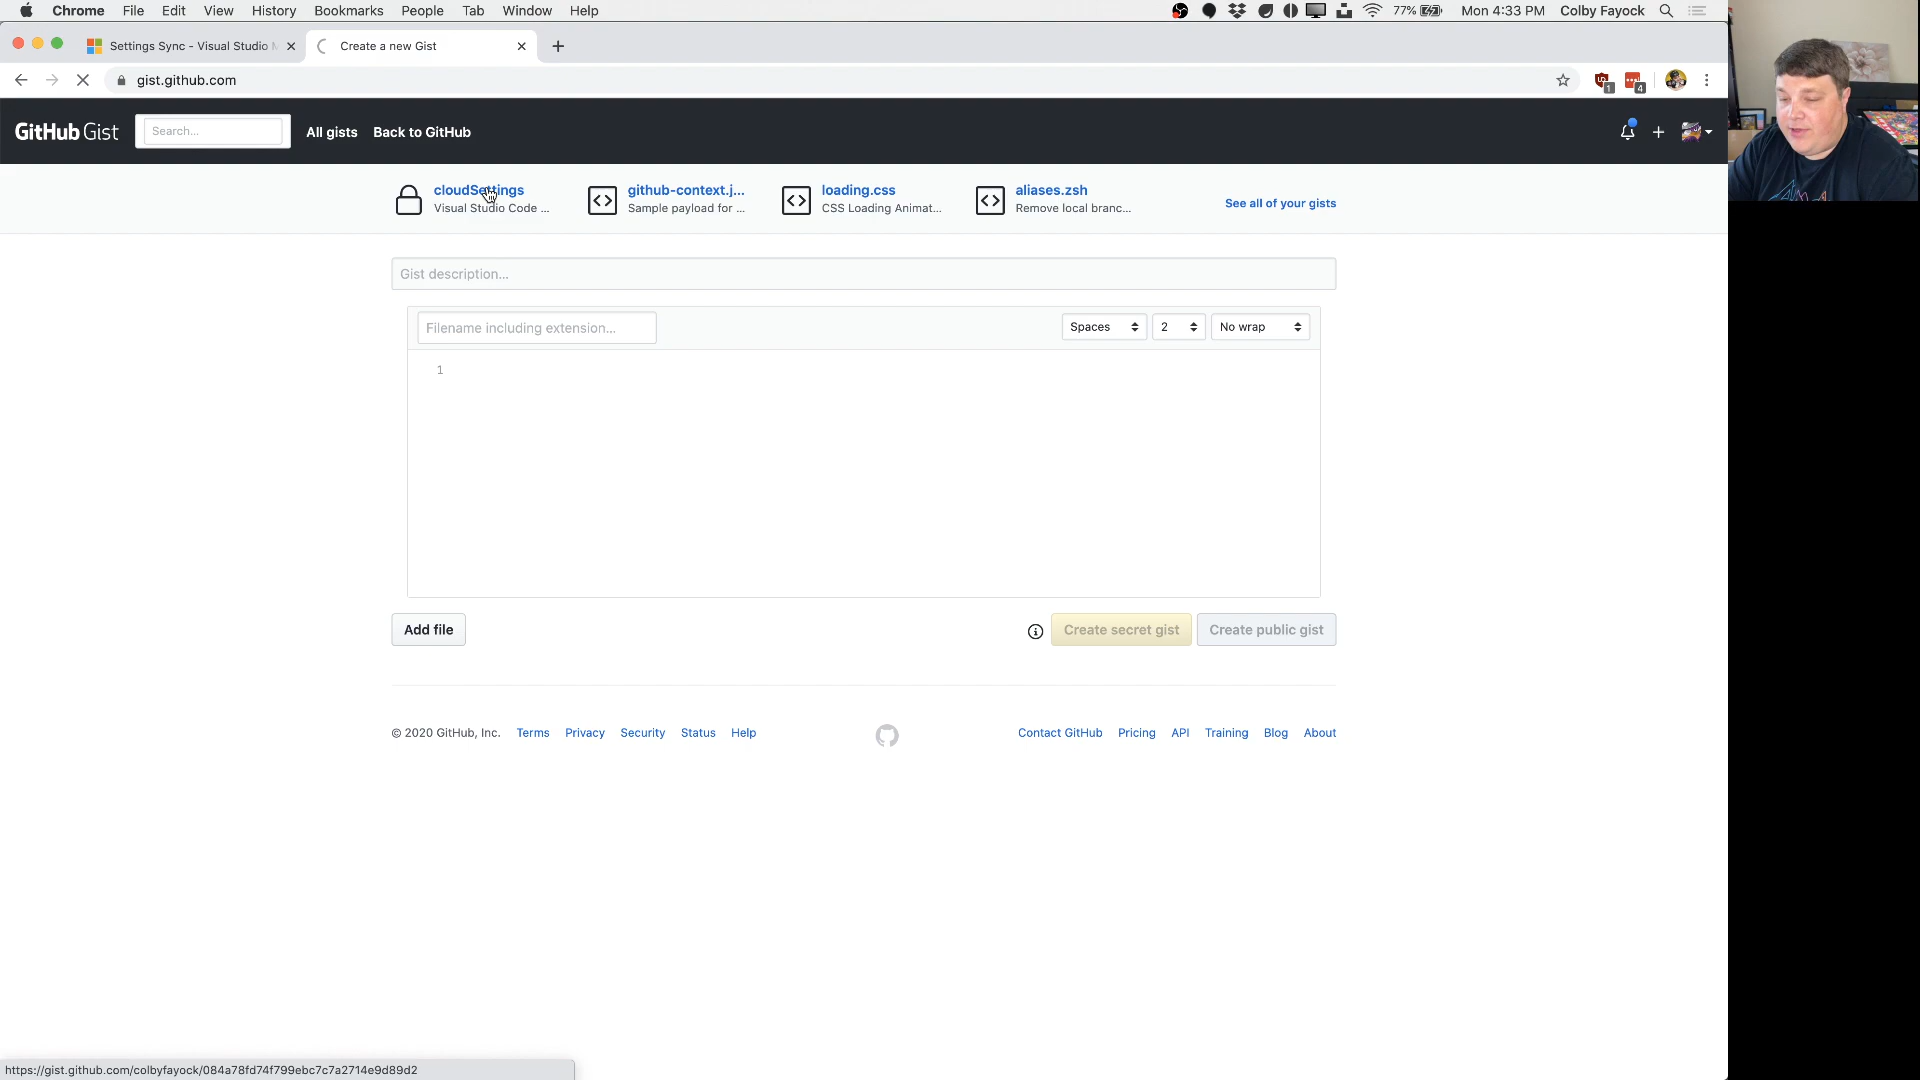 Chrome File Edit View History Bookmarks People Tab Window Help
77% Mon 4:33 PM Colby Fayock
Settings Sync - Visual Studio
Create a new Gist
gist.github.com
1 4
GitHub Gist Search... All gists Back to GitHub
cloudSettings github-context.j... loading.css aliases.zsh
Visual Studio Code ... Sample payload for ... CSS Loading Animat... Remove local branc...
See all of your gists
Gist description...
Filename including extension... Spaces 2 No wrap
1
Add file Create secret gist Create public gist
© 2020 GitHub, Inc. Terms Privacy Security Status Help Contact GitHub Pricing API Training Blog About
https://gist.github.com/colbyfayock/084a78fd74f799ebc7c7a2714e9d89d2